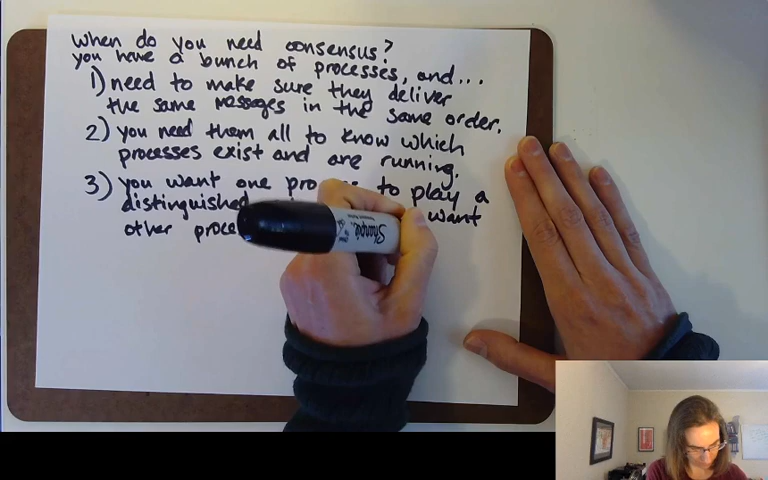 when do you need consensus?
you have a bunch of processes, and...
1) need to make sure they deliver
the same messages in the same order.
2) you need them all to know which
processes exist and are running.
3) you want one to play a
distinguished want
other
Sharpie